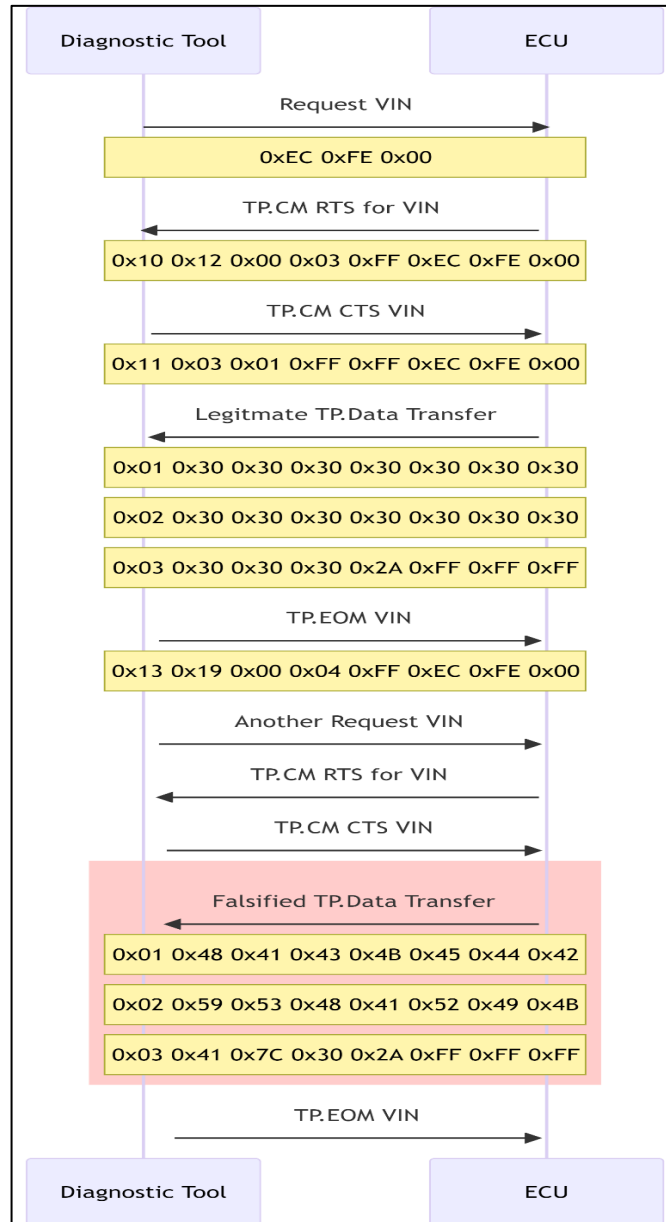 Diagnostic Tool ECU
Request VIN
0xEC 0xFE 0x00
TP.CM RTS for VIN
0x10 0x12 0x00 0x03 0xFF 0xEC 0xFE 0x00
TP.CM CTS VIN
0x11 0x03 0x01 0xFF 0xFF 0xEC 0xFE 0x00
Legitmate TP.Data Transfer
0x01 0x30 0x30 0x30 0x30 0x30 0x30 0x30
0x02 0x30 0x30 0x30 0x30 0x30 0x30 0x30
0x03 0x30 0x30 0x30 0x2A 0xFF 0xFF 0xFF
TP.EOM VIN
0x13 0x19 0x00 0x04 0xFF 0xEC 0xFE 0x00
Another Request VIN
TP.CM RTS for VIN
TP.CM CTS VIN
Falsified TP.Data Transfer
0x01 0x48 0x41 0x43 0x4B 0x45 0x44 0x42
0x02 0x59 0x53 0x48 0x41 0x52 0x49 0x4B
0x03 0x41 0x7C 0x30 0x2A 0xFF 0xFF 0xFF
TP.EOM VIN
Diagnostic Tool ECU